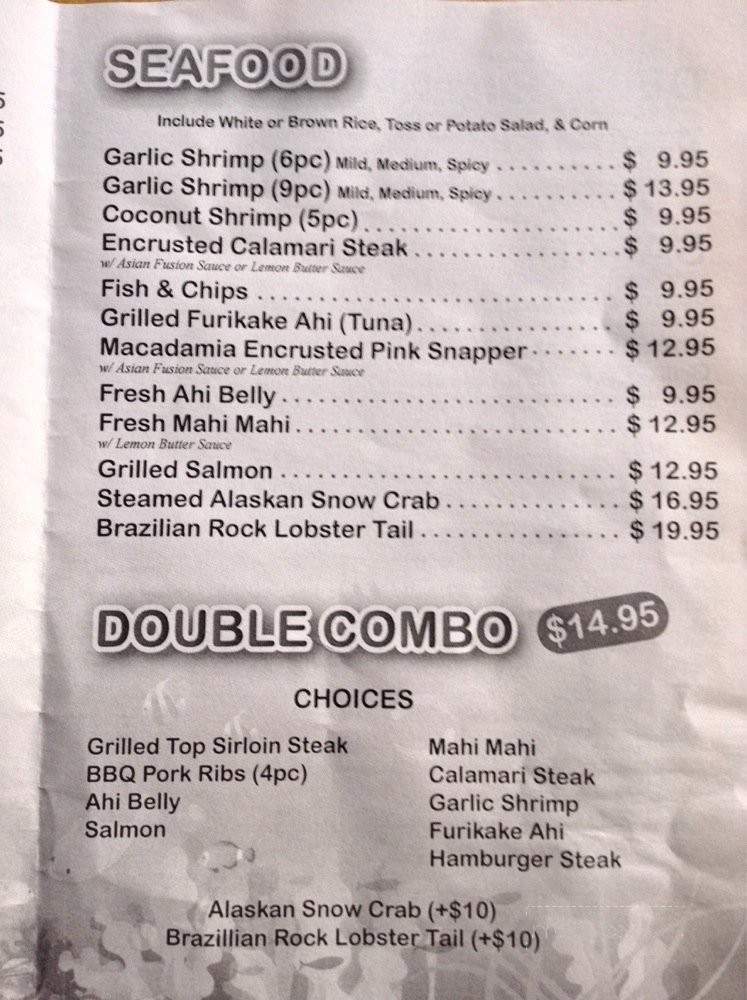 SEAFOOD
Include White or Brown Rice, Toss or Potato Salad, & Corn
Garlic Shrimp (6pc) Mild, Medium, Spicy . . . . . . . . . . $ 9.95
Garlic Shrimp (9pc) Mild, Medium, Spicy . . . . . . . . . . $ 13.95
Coconut Shrimp (5pc) . . . . . . . . . . . . . . . . . . . . $ 9.95
Encrusted Calamari Steak . . . . . . . . . . . . . . . . . $ 9.95
w/ Asian Fusion Sauce or Lemon Butter Sauce
Fish & Chips . . . . . . . . . . . . . . . . . . . . . . . . . . . . $ 9.95
Grilled Furikake Ahi (Tuna) . . . . . . . . . . . . . . . . $ 9.95
Macadamia Encrusted Pink Snapper . . . . . . . $ 12.95
w/ Asian Fusion Sauce or Lemon Butter Sauce
Fresh Ahi Belly . . . . . . . . . . . . . . . . . . . . . . . . . . . $ 9.95
Fresh Mahi Mahi . . . . . . . . . . . . . . . . . . . . . . . . . . $ 12.95
w/ Lemon Butter Sauce
Grilled Salmon . . . . . . . . . . . . . . . . . . . . . . . . . . . $ 12.95
Steamed Alaskan Snow Crab . . . . . . . . . . . . . . $ 16.95
Brazilian Rock Lobster Tail . . . . . . . . . . . . . . . . $ 19.95
DOUBLE COMBO $14.95
CHOICES
Grilled Top Sirloin Steak
BBQ Pork Ribs (4pc)
Ahi Belly
Salmon
Mahi Mahi
Calamari Steak
Garlic Shrimp
Furikake Ahi
Hamburger Steak
Alaskan Snow Crab (+$10)
Brazillian Rock Lobster Tail (+$10)